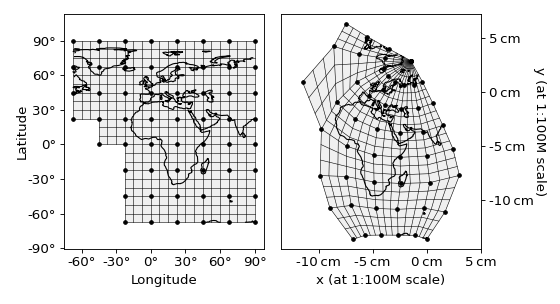 90°
60°
30°
0°
-30°
-60°
-90°
Latitude
-60° -30° 0° 30° 60° 90°
Longitude
5 cm
0 cm
-5 cm
-10 cm
y (at 1:100M scale)
-10 cm -5 cm 0 cm 5 cm
x (at 1:100M scale)